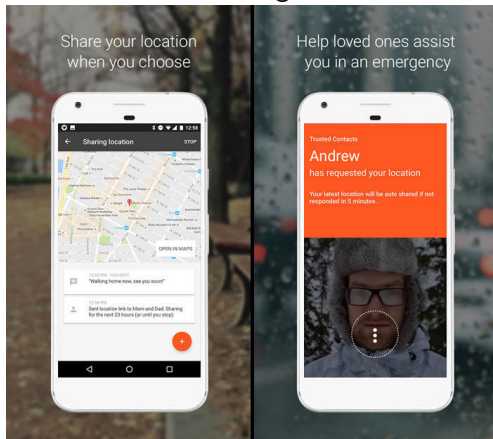 Share your location
when you choose
12:58
Sharing location
STOP
OPEN IN MAPS
12:58 PM · YOU SENT
"Walking home now, see you soon!"
12:58 PM
Sent location link to Mum and Dad. Sharing
for the next 23 hours (or until you stop).
+
Help loved ones assist
you in an emergency
Trusted Contacts
Andrew
has requested your location
Your latest location will be auto shared if not
responded in 5 minutes.